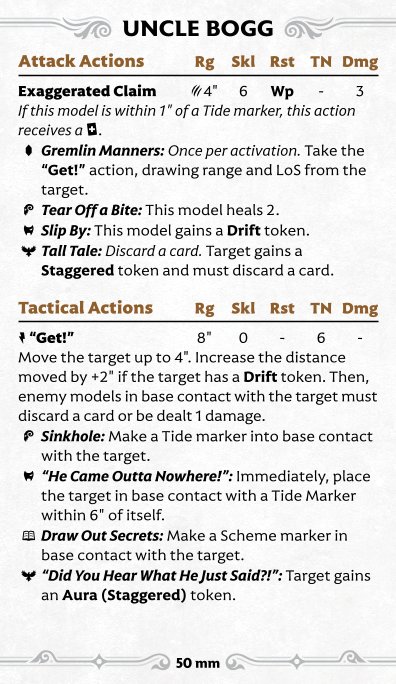 UNCLE BOGG
Attack Actions Rg Skl Rst TN Dmg
Exaggerated Claim 4" 6 Wp - 3
If this model is within 1" of a Tide marker, this action
receives a .
Gremlin Manners: Once per activation. Take the
“Get!” action, drawing range and LoS from the
target.
Tear Off a Bite: This model heals 2.
Slip By: This model gains a Drift token.
Tall Tale: Discard a card. Target gains a
Staggered token and must discard a card.
Tactical Actions Rg Skl Rst TN Dmg
“Get!” 8" 0 - 6 -
Move the target up to 4". Increase the distance
moved by +2" if the target has a Drift token. Then,
enemy models in base contact with the target must
discard a card or be dealt 1 damage.
Sinkhole: Make a Tide marker into base contact
with the target.
“He Came Outta Nowhere!”: Immediately, place
the target in base contact with a Tide Marker
within 6" of itself.
Draw Out Secrets: Make a Scheme marker in
base contact with the target.
“Did You Hear What He Just Said?!”: Target gains
an Aura (Staggered) token.
50 mm